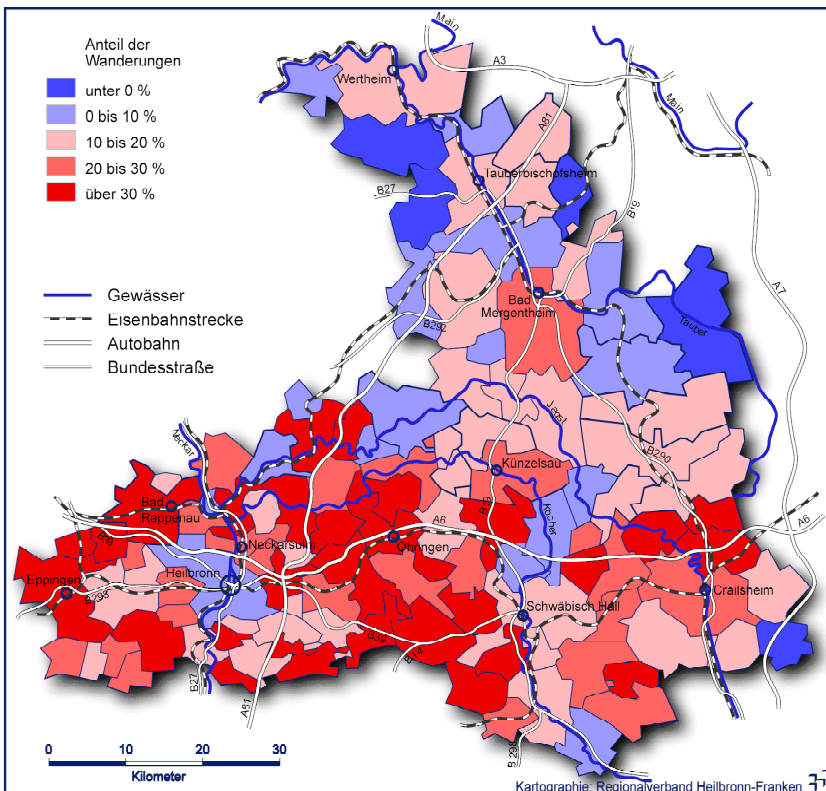 Anteil der
Wanderungen
unter 0 %
0 bis 10 %
10 bis 20 %
20 bis 30 %
über 30 %
Gewässer
Eisenbahnstrecke
Autobahn
Bundesstraße
Main
A3
Wertheim
Main
A81
Tauberbischofsheim
B27
B19
A7
Bad
Mergentheim
Tauber
B292
Jagst
Neckar
B290
Künzelsau
Bad
Rappenau
B19
Kocher
A6
A6
Neckarsulm
Öhringen
Heilbronn
Eppingen
B293
Crailsheim
Schwäbisch Hall
B39
B14
B27
A81
B298
0 10 20 30
Kilometer
Kartographie: Regionalverband Heilbronn-Franken